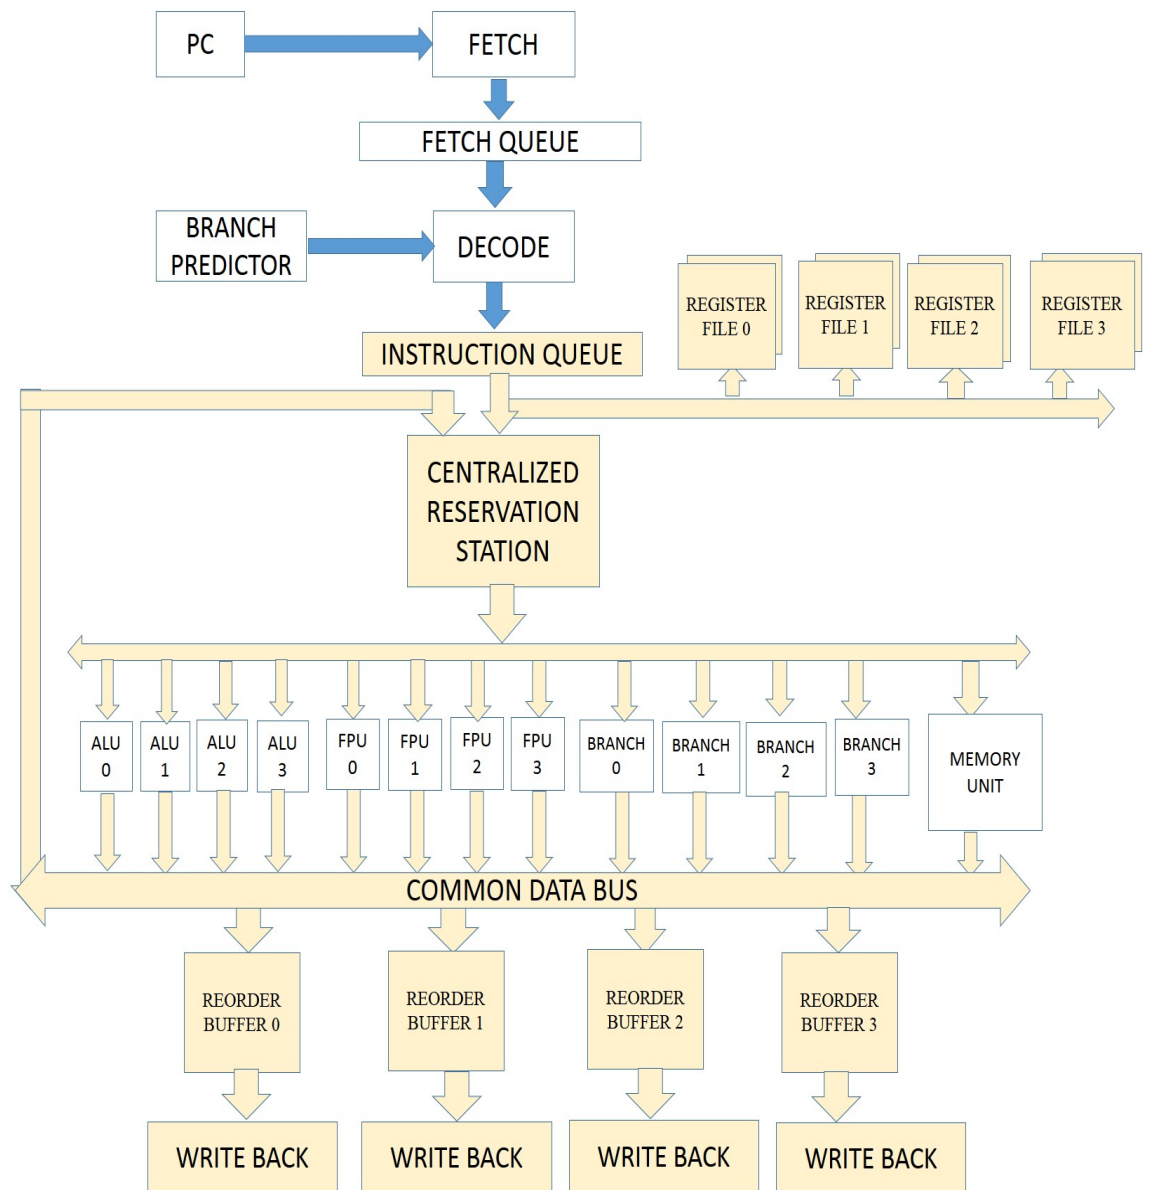 PC
FETCH
FETCH QUEUE
BRANCH
PREDICTOR
DECODE
REGISTER
FILE 0
REGISTER
FILE 1
REGISTER
FILE 2
REGISTER
FILE 3
INSTRUCTION QUEUE
CENTRALIZED
RESERVATION
STATION
ALU
0
ALU
1
ALU
2
ALU
3
FPU
0
FPU
1
FPU
2
FPU
3
BRANCH
0
BRANCH
1
BRANCH
2
BRANCH
3
MEMORY
UNIT
COMMON DATA BUS
REORDER
BUFFER 0
REORDER
BUFFER 1
REORDER
BUFFER 2
REORDER
BUFFER 3
WRITE BACK
WRITE BACK
WRITE BACK
WRITE BACK